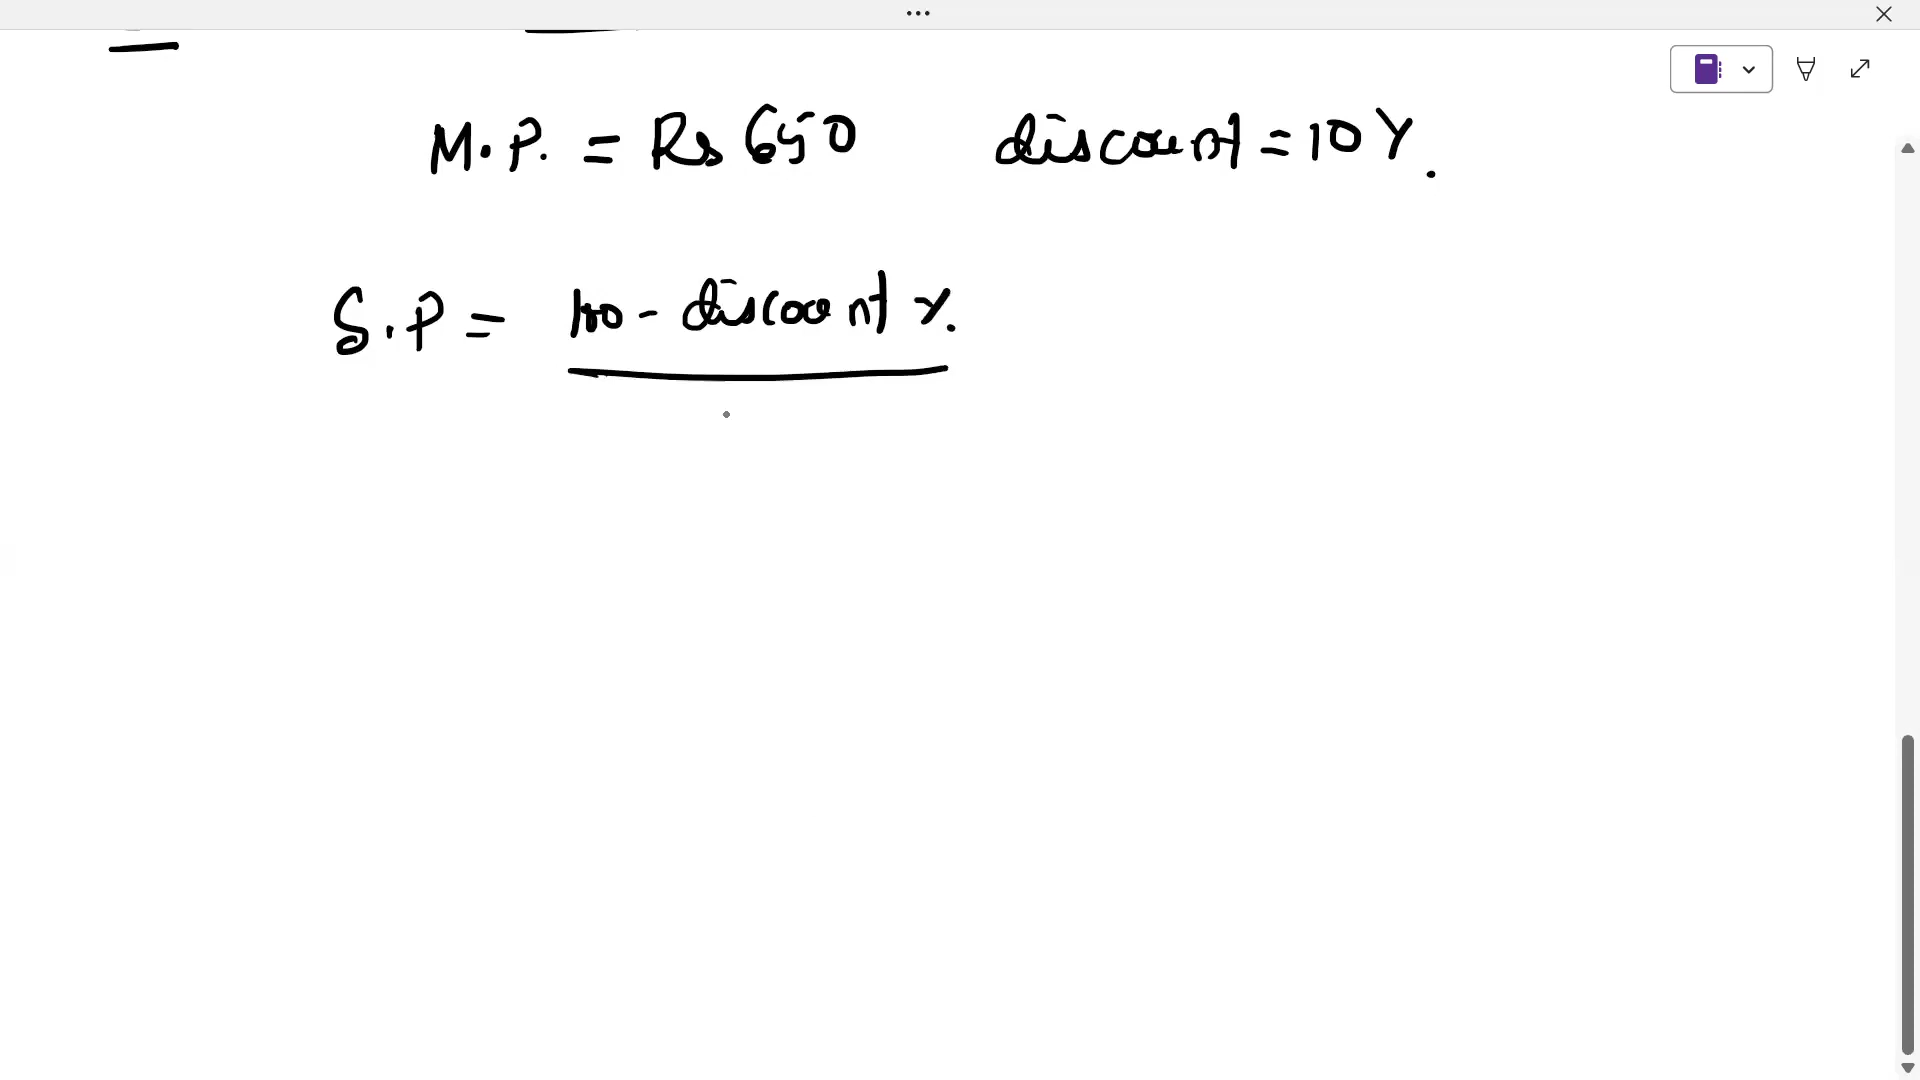 M.P. = Rs 650 discount = 10 %.
S.P = 100 - discount %.